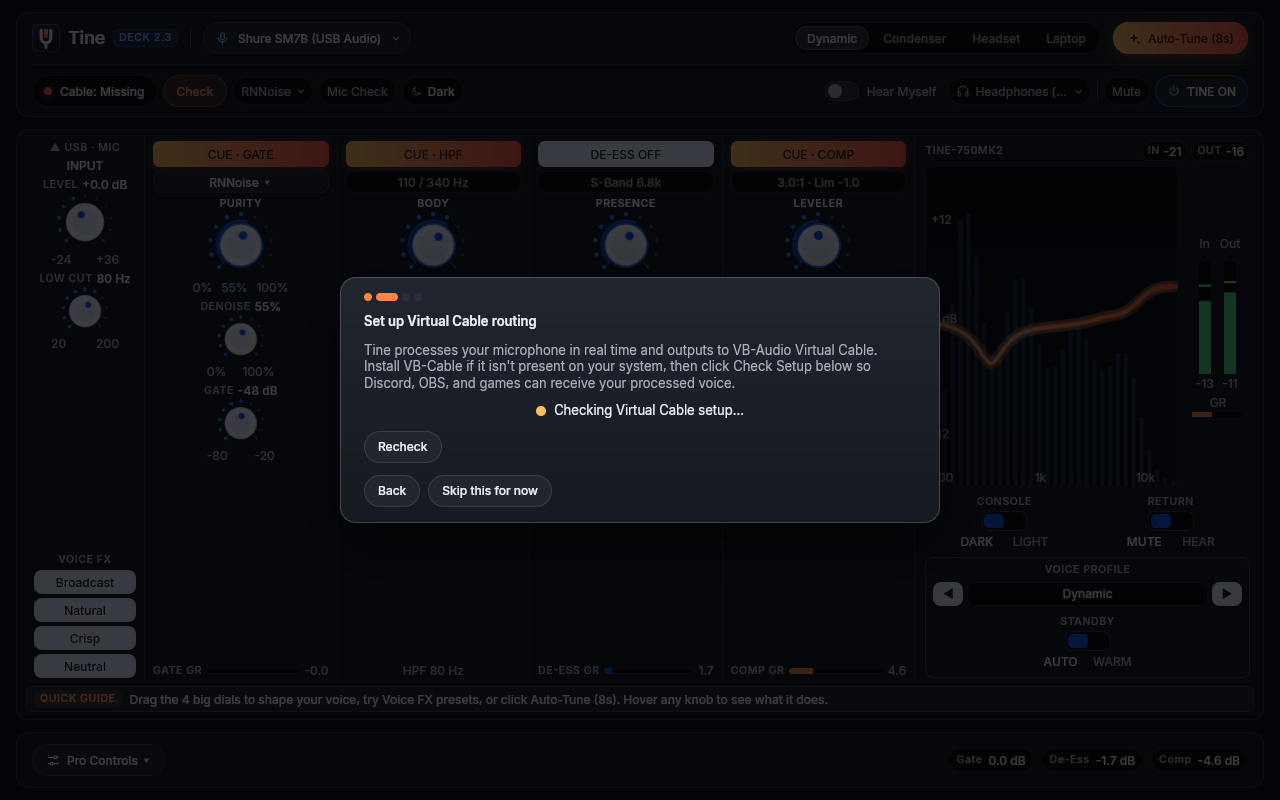 Tine DECK 2.3 Shure SM7B (USB Audio) Dynamic Condenser Headset Laptop Auto-Tune (8s)
Cable: Missing Check RNNoise Mic Check Dark Hear Myself Headphones (... Mute TINE ON
USB · MIC
INPUT
LEVEL +0.0 dB
-24 +36
LOW CUT 80 Hz
20 200
VOICE FX
Broadcast
Natural
Crisp
Neutral
CUE · GATE
RNNoise
PURITY
0% 55% 100%
DENOISE 55%
0% 100%
GATE -48 dB
-80 -20
GATE GR -0.0
CUE · HPF
110 / 340 Hz
BODY
HPF 80 Hz
DE-ESS OFF
S-Band 6.8k
PRESENCE
DE-ESS GR 1.7
CUE · COMP
3.0:1 · Lim -1.0
LEVELER
COMP GR 4.6
Set up Virtual Cable routing
Tine processes your microphone in real time and outputs to VB-Audio Virtual Cable.
Install VB-Cable if it isn't present on your system, then click Check Setup below so
Discord, OBS, and games can receive your processed voice.
Checking Virtual Cable setup...
Recheck
Back Skip this for now
TINE-750MK2 IN -21 OUT -16
+12
dB
1k 10k
In Out
-13 -11
GR
CONSOLE RETURN
DARK LIGHT MUTE HEAR
VOICE PROFILE
Dynamic
STANDBY
AUTO WARM
QUICK GUIDE Drag the 4 big dials to shape your voice, try Voice FX presets, or click Auto-Tune (8s). Hover any knob to see what it does.
Pro Controls Gate 0.0 dB De-Ess -1.7 dB Comp -4.6 dB